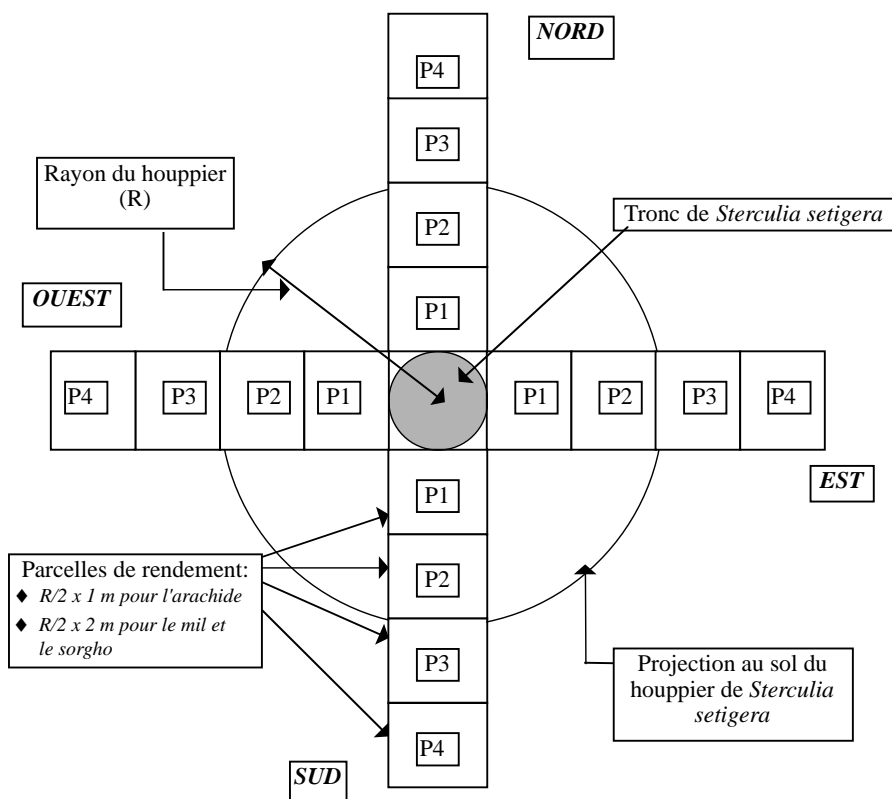 NORD
P4
P3
Rayon du houppier
(R)
Tronc de Sterculia setigera
P2
OUEST
P1
P4 P3 P2 P1 P1 P2 P3 P4
EST
P1
Parcelles de rendement:
♦ R/2 x 1 m pour l'arachide
♦ R/2 x 2 m pour le mil et
le sorgho
P2
P3
Projection au sol du
houppier de Sterculia
setigera
P4
SUD